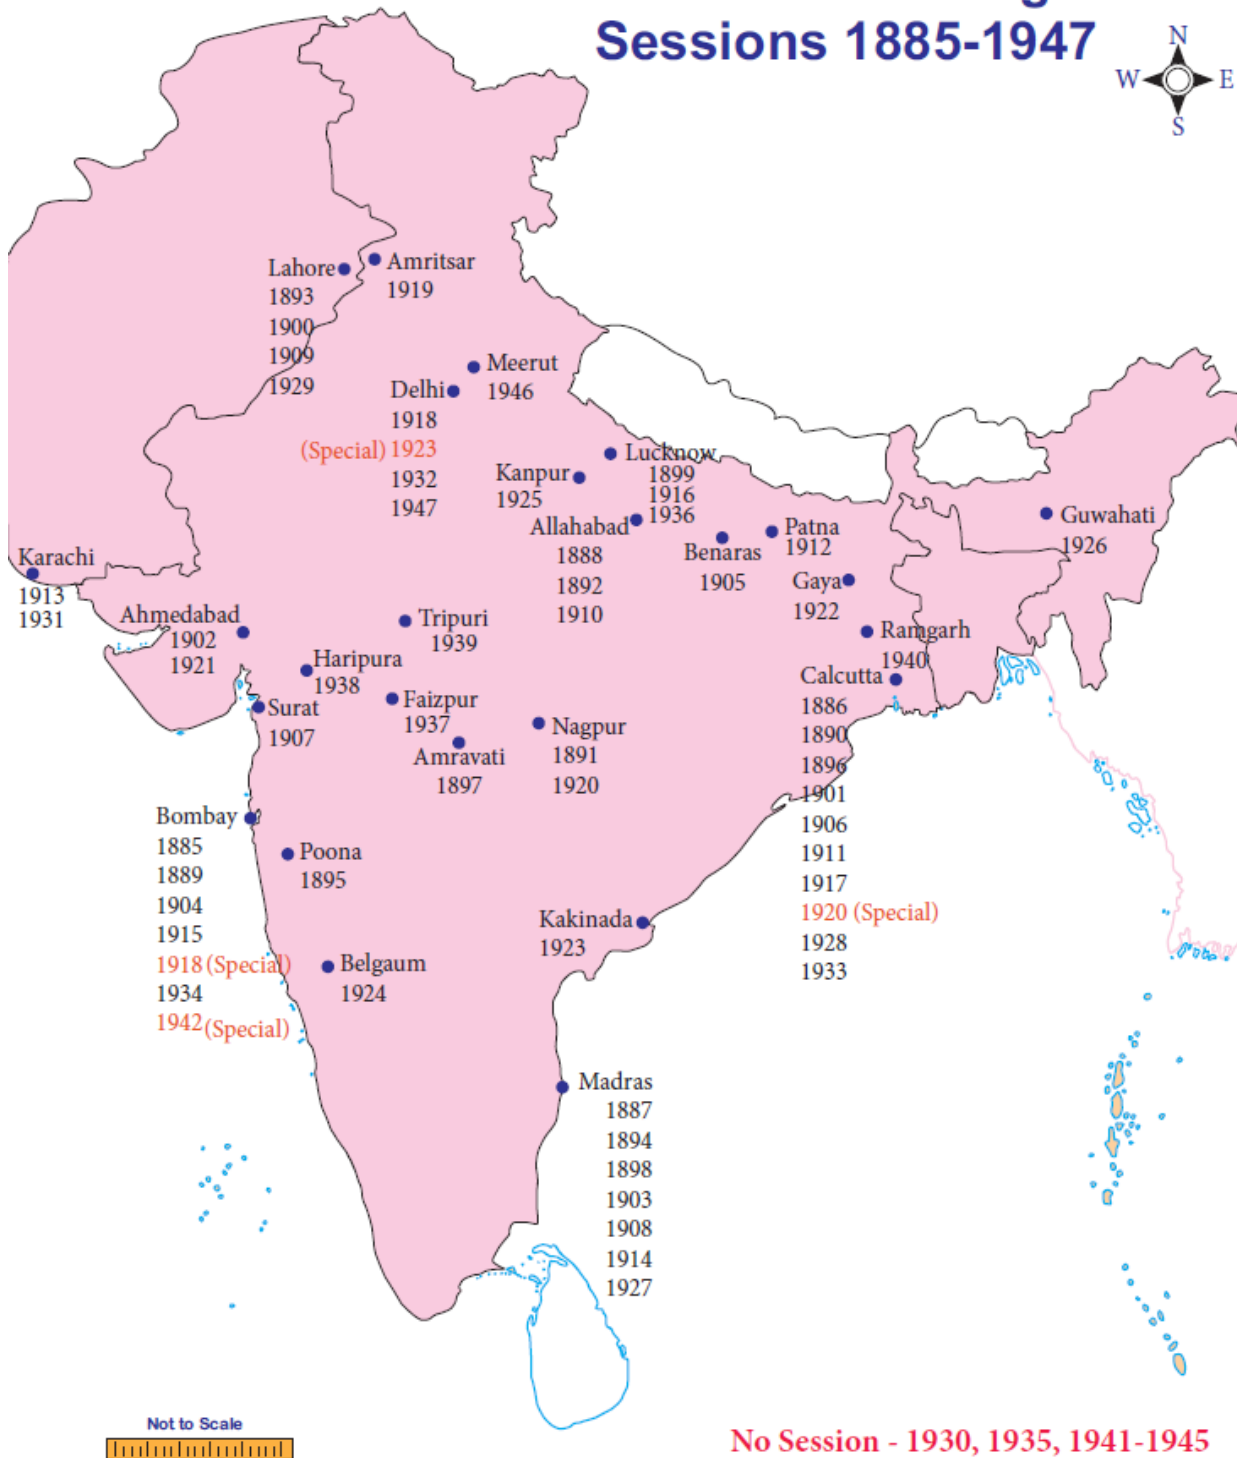 Sessions 1885-1947
N
W
E
S
Lahore
1893
1900
1909
1929
Amritsar
1919
Meerut
1946
Delhi
1918
(Special) 1923
1932
1947
Lucknow
1899
1916
1936
Kanpur
1925
Allahabad
1888
1892
1910
Benaras
1905
Patna
1912
Gaya
1922
Guwahati
1926
Karachi
1913
1931
Ahmedabad
1902
1921
Tripuri
1939
Haripura
1938
Ramgarh
1940
Surat
1907
Faizpur
1937
Amravati
1897
Nagpur
1891
1920
Calcutta
1886
1890
1896
1901
1906
1911
1917
1920 (Special)
1928
1933
Bombay
1885
1889
1904
1915
1918 (Special)
1934
1942 (Special)
Poona
1895
Kakinada
1923
Belgaum
1924
Madras
1887
1894
1898
1903
1908
1914
1927
Not to Scale
No Session - 1930, 1935, 1941-1945